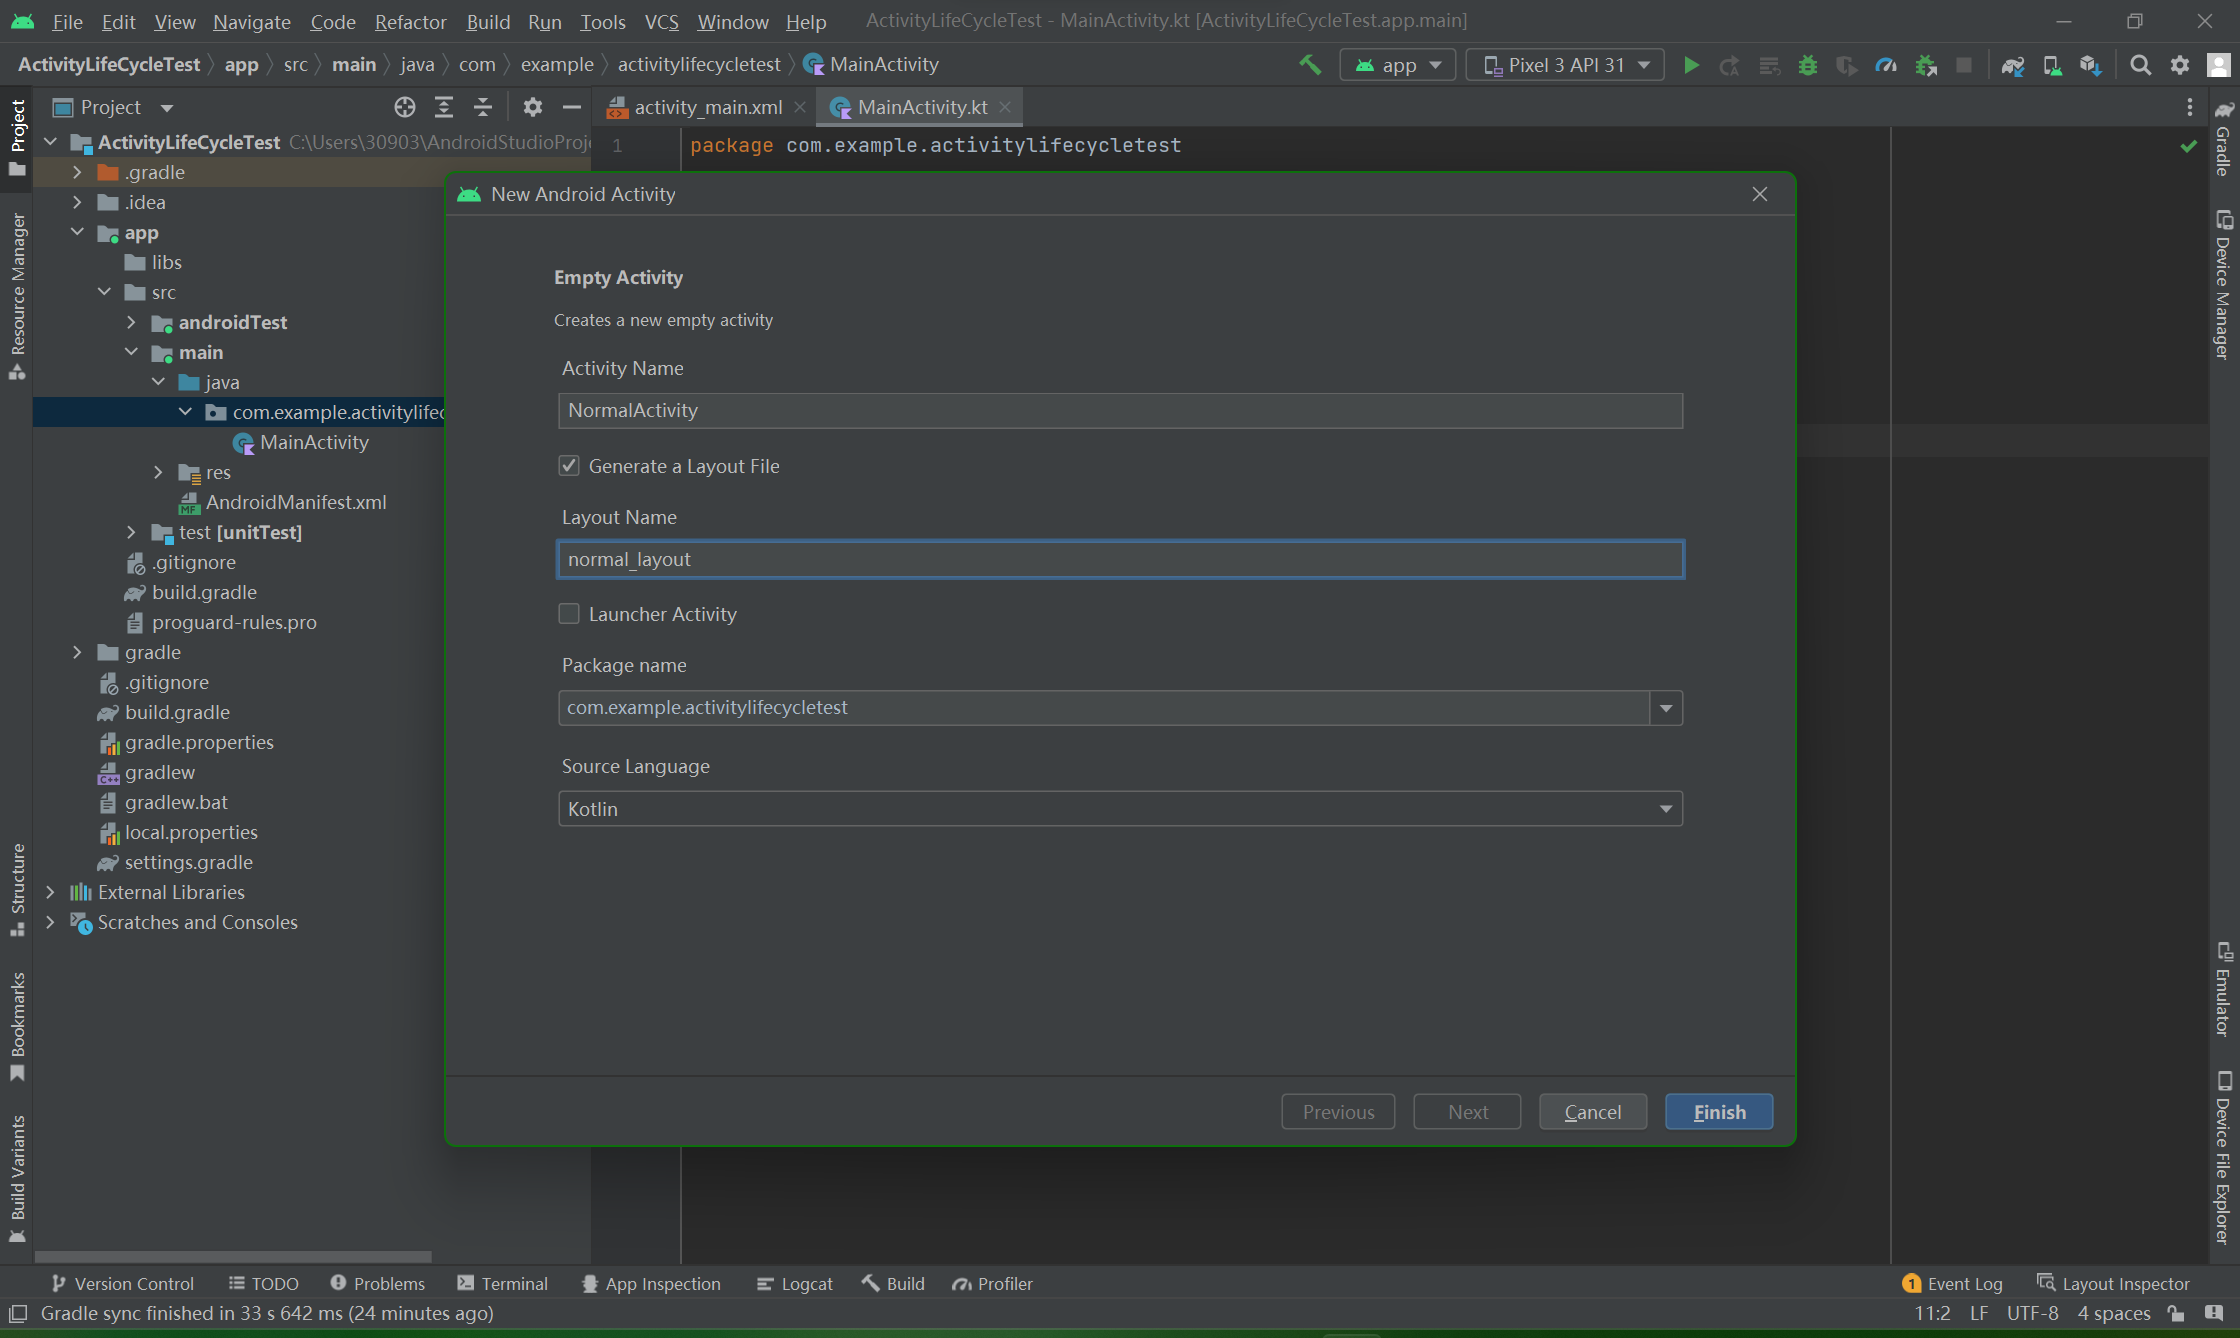 File Edit View Navigate Code Refactor Build Run Tools VCS Window Help ActivityLifeCycleTest - MainActivity.kt [ActivityLifeCycleTest.app.main]
ActivityLifeCycleTest app src main java com example activitylifecycletest MainActivity app Pixel 3 API 31
Project activity_main.xml MainActivity.kt
ActivityLifeCycleTest C:\Users\30903\AndroidStudioProj
1 package com.example.activitylifecycletest
.gradle
.idea
app
libs
src
androidTest
main
java
com.example.activitylifec
MainActivity
res
AndroidManifest.xml
test [unitTest]
.gitignore
build.gradle
proguard-rules.pro
gradle
.gitignore
build.gradle
gradle.properties
gradlew
gradlew.bat
local.properties
settings.gradle
External Libraries
Scratches and Consoles
Project
Resource Manager
Structure
Bookmarks
Build Variants
New Android Activity
Empty Activity
Creates a new empty activity
Activity Name
NormalActivity
Generate a Layout File
Layout Name
normal_layout
Launcher Activity
Package name
com.example.activitylifecycletest
Source Language
Kotlin
Previous Next Cancel Finish
Gradle
Device Manager
Emulator
Device File Explorer
Version Control TODO Problems Terminal App Inspection Logcat Build Profiler 1 Event Log Layout Inspector
Gradle sync finished in 33 s 642 ms (24 minutes ago) 11:2 LF UTF-8 4 spaces